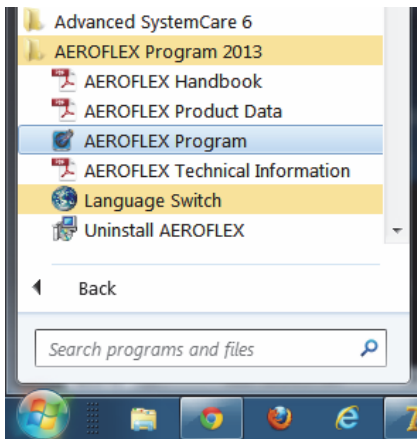 Advanced SystemCare 6
AEROFLEX Program 2013
AEROFLEX Handbook
AEROFLEX Product Data
AEROFLEX Program
AEROFLEX Technical Information
Language Switch
Uninstall AEROFLEX
Back
Search programs and files